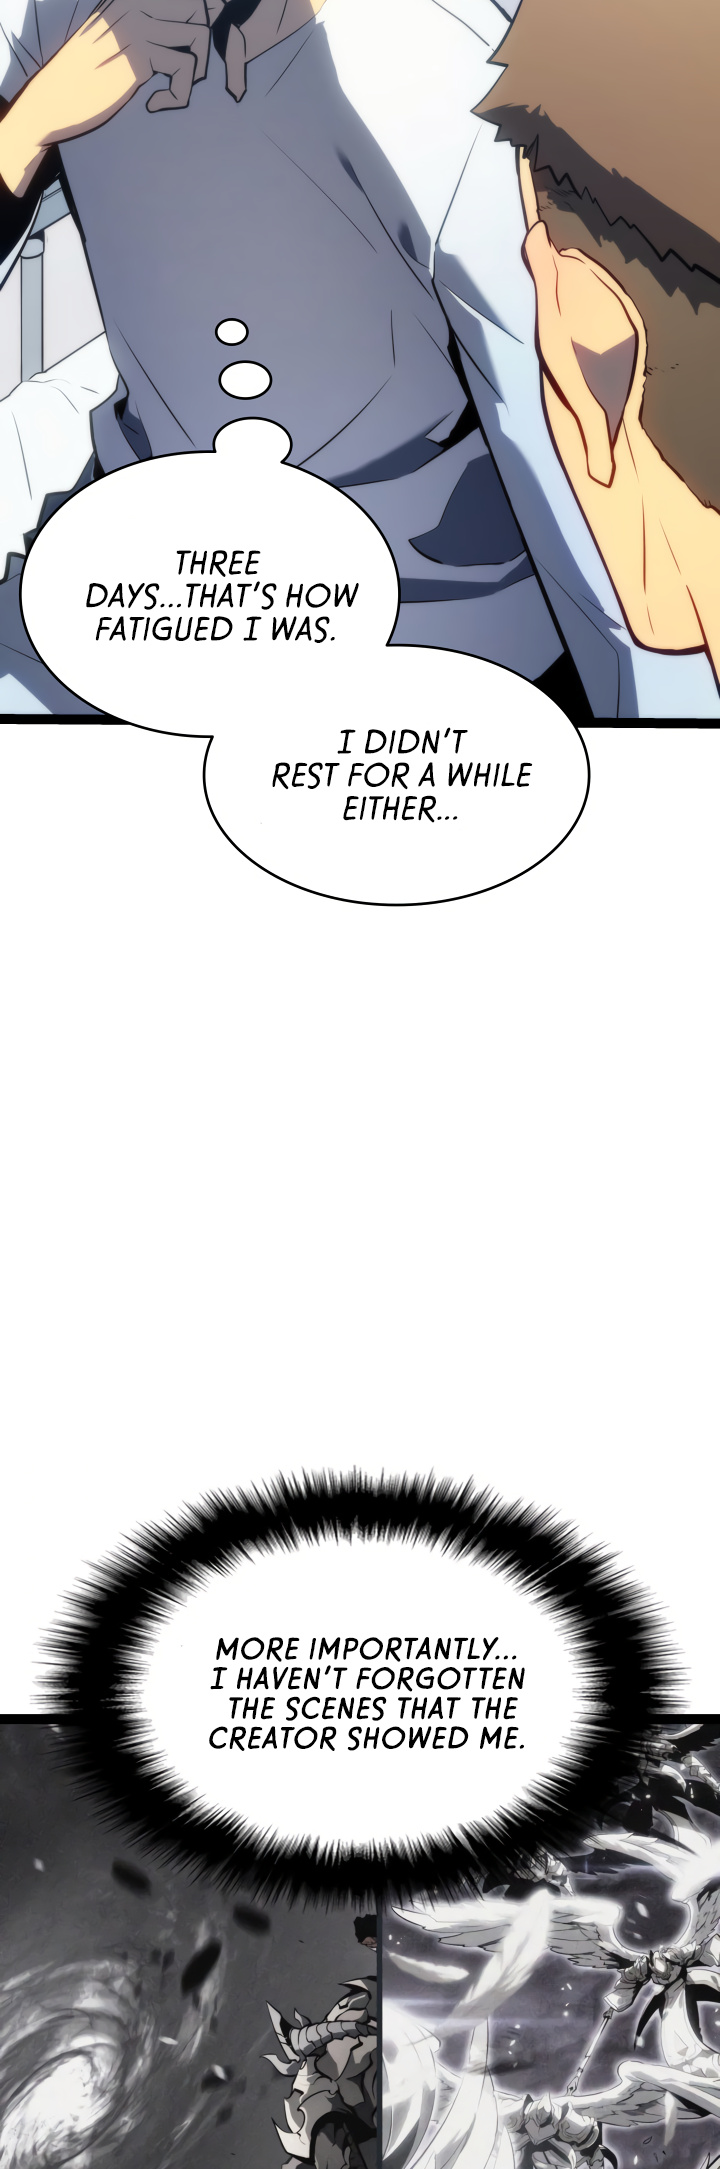 THREE
DAYS...THAT'S HOW
FATIGUED I WAS.
I DIDN'T
REST FOR A WHILE
EITHER...
MORE IMPORTANTLY...
I HAVEN'T FORGOTTEN
THE SCENES THAT THE
CREATOR SHOWED ME.